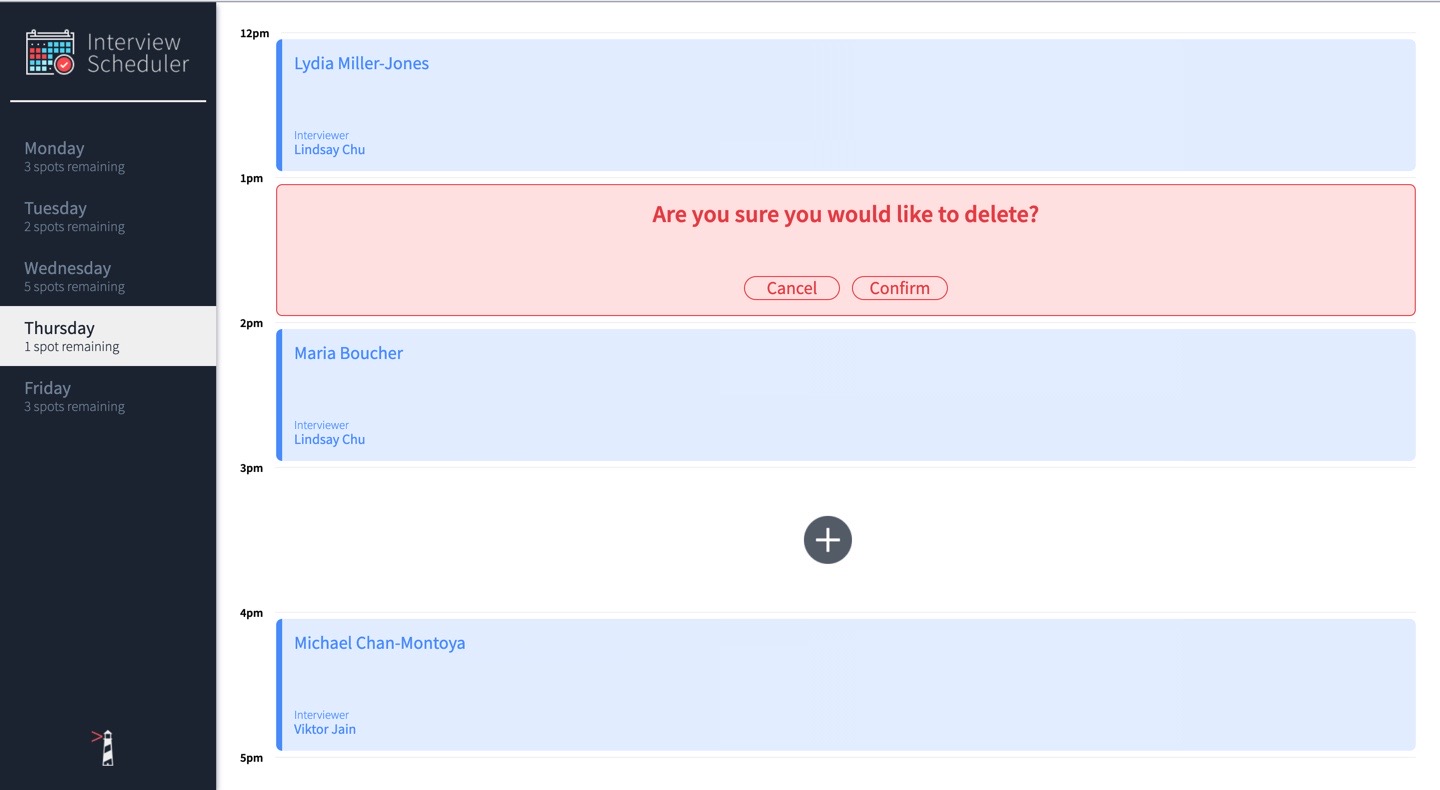 Interview
Scheduler
Monday
3 spots remaining
Tuesday
2 spots remaining
Wednesday
5 spots remaining
Thursday
1 spot remaining
Friday
3 spots remaining
12pm
Lydia Miller-Jones
Interviewer
Lindsay Chu
1pm
Are you sure you would like to delete?
Cancel Confirm
2pm
Maria Boucher
Interviewer
Lindsay Chu
3pm
4pm
Michael Chan-Montoya
Interviewer
Viktor Jain
5pm